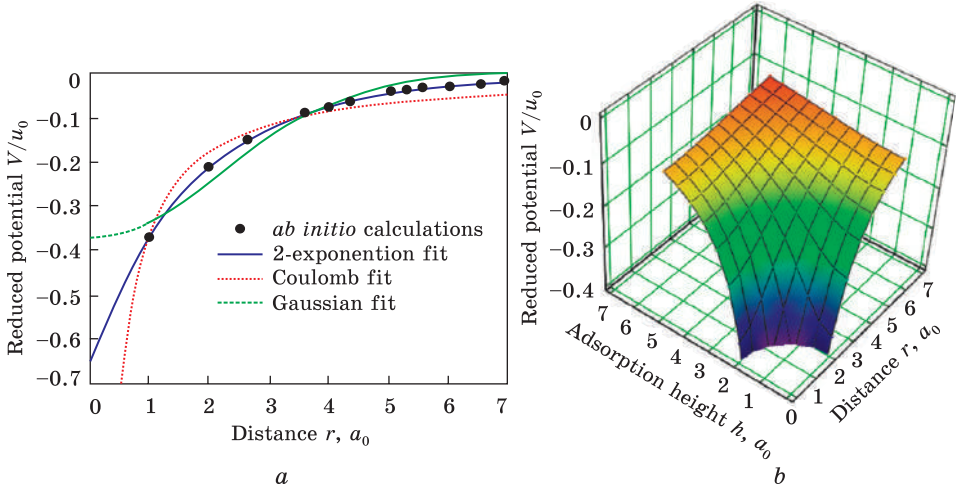 Reduced potential V/u₀
0
−0.1
−0.2
−0.3
−0.4
−0.5
−0.6
−0.7
ab initio calculations
2-exponention fit
Coulomb fit
Gaussian fit
0 1 2 3 4 5 6 7
Distance r, a₀
a
Reduced potential V/u₀
0
−0.1
−0.2
−0.3
−0.4
7 6 5 4 3 2 1 0
Adsorption height h, a₀
1 2 3 4 5 6 7
Distance r, a₀
b